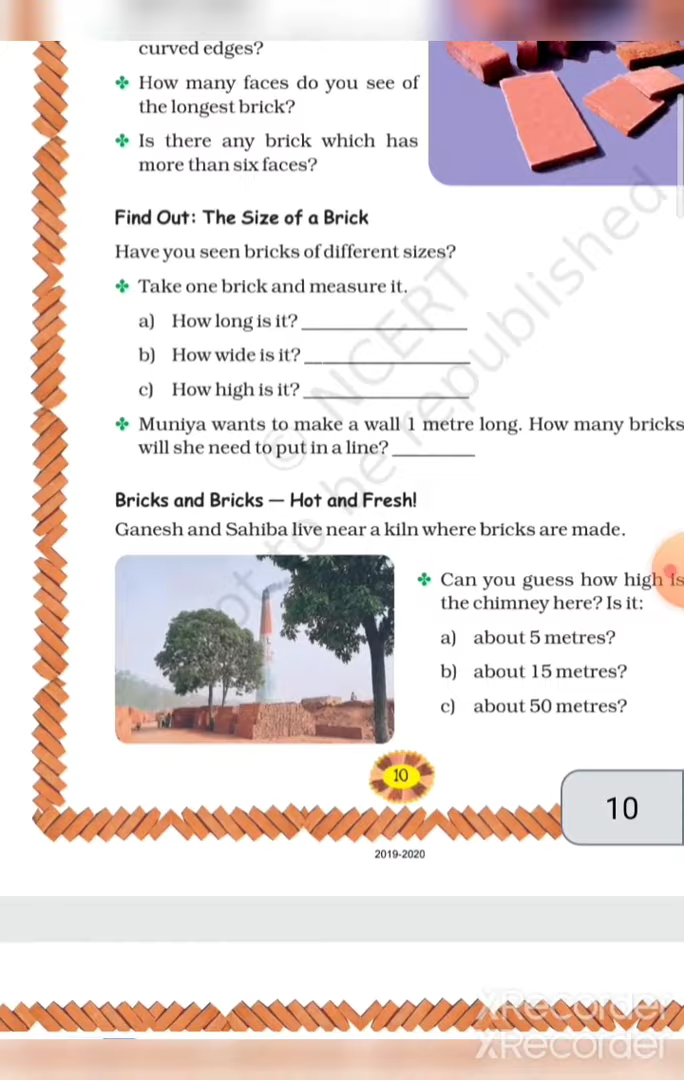 curved edges?
How many faces do you see of
the longest brick?
Is there any brick which has
more than six faces?
Find Out: The Size of a Brick
Have you seen bricks of different sizes?
Take one brick and measure it.
a) How long is it?
b) How wide is it?
c) How high is it?
Muniya wants to make a wall 1 metre long. How many bricks
will she need to put in a line?
Bricks and Bricks — Hot and Fresh!
Ganesh and Sahiba live near a kiln where bricks are made.
Can you guess how high is
the chimney here? Is it:
a) about 5 metres?
b) about 15 metres?
c) about 50 metres?
10
10
2019-2020
© NCERT
not to be republished
XRecorder
XRecorder